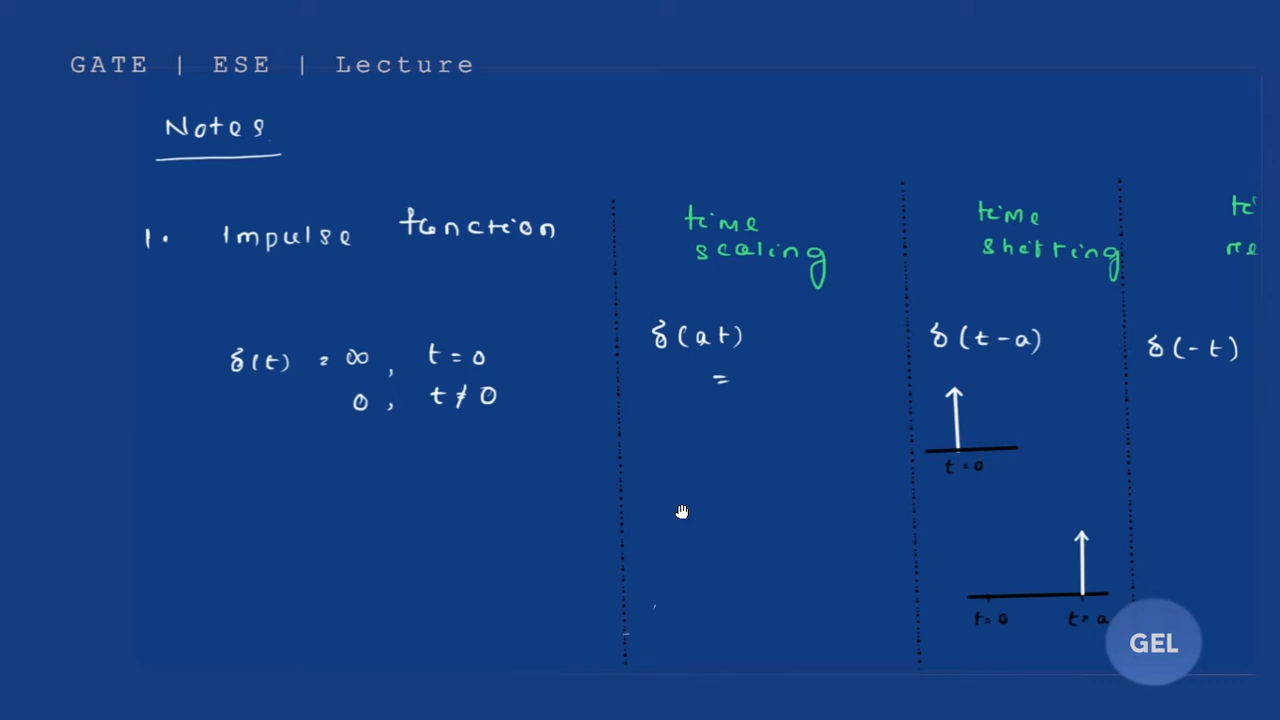 GATE | ESE | Lecture
Notes
1. Impulse function
δ(t) = ∞, t = 0
0, t ≠ 0
time
scaling
δ(at)
=
time
shifting
δ(t-a)
t=0
t=0 t=a
δ(-t)
GEL